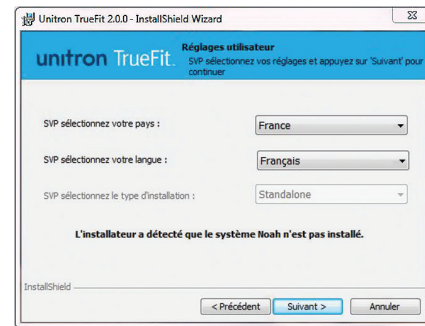 Unitron TrueFit 2.0.0 - InstallShield Wizard
unitron TrueFit.
Réglages utilisateur
SVP sélectionnez vos réglages et appuyez sur 'Suivant' pour
continuer
SVP sélectionnez votre pays :
France
SVP sélectionnez votre langue :
Français
SVP sélectionnez le type d'installation :
Standalone
L'installateur a détecté que le système Noah n'est pas installé.
InstallShield
< Précédent
Suivant >
Annuler